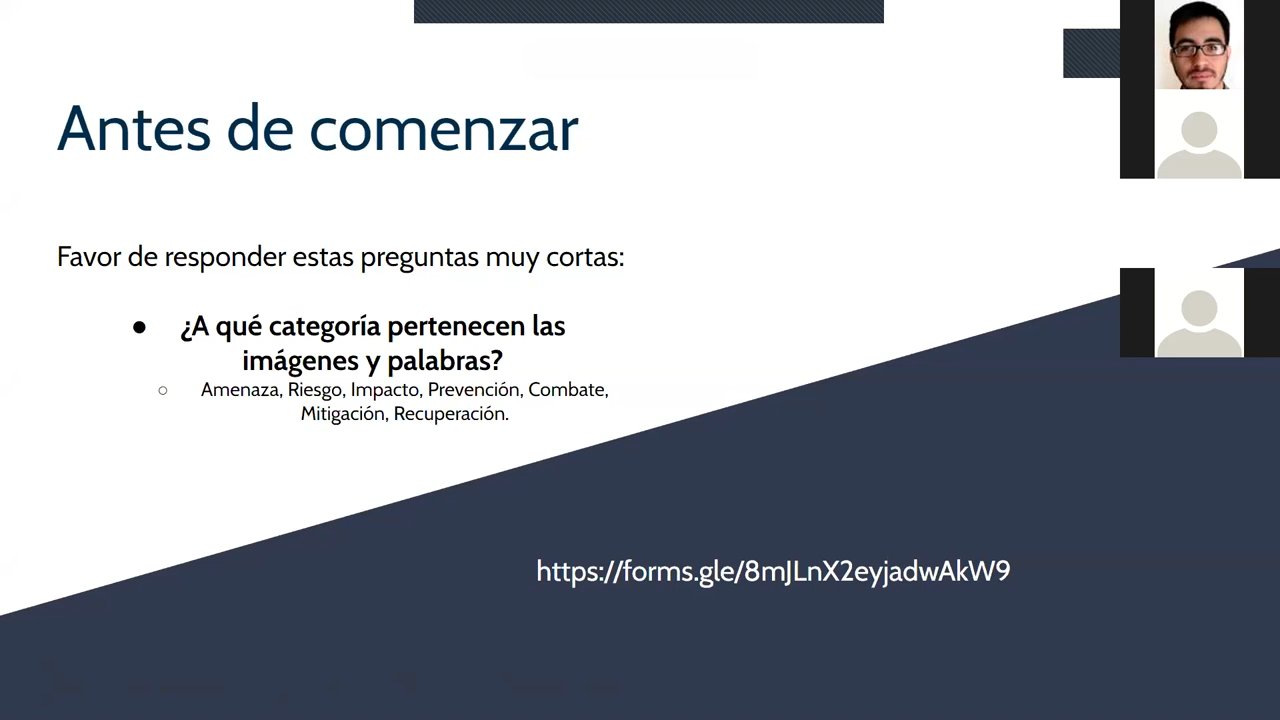 Antes de comenzar
Favor de responder estas preguntas muy cortas:
● ¿A qué categoría pertenecen las
imágenes y palabras?
○ Amenaza, Riesgo, Impacto, Prevención, Combate,
Mitigación, Recuperación.
https://forms.gle/8mJLnX2eyjadwAkW9